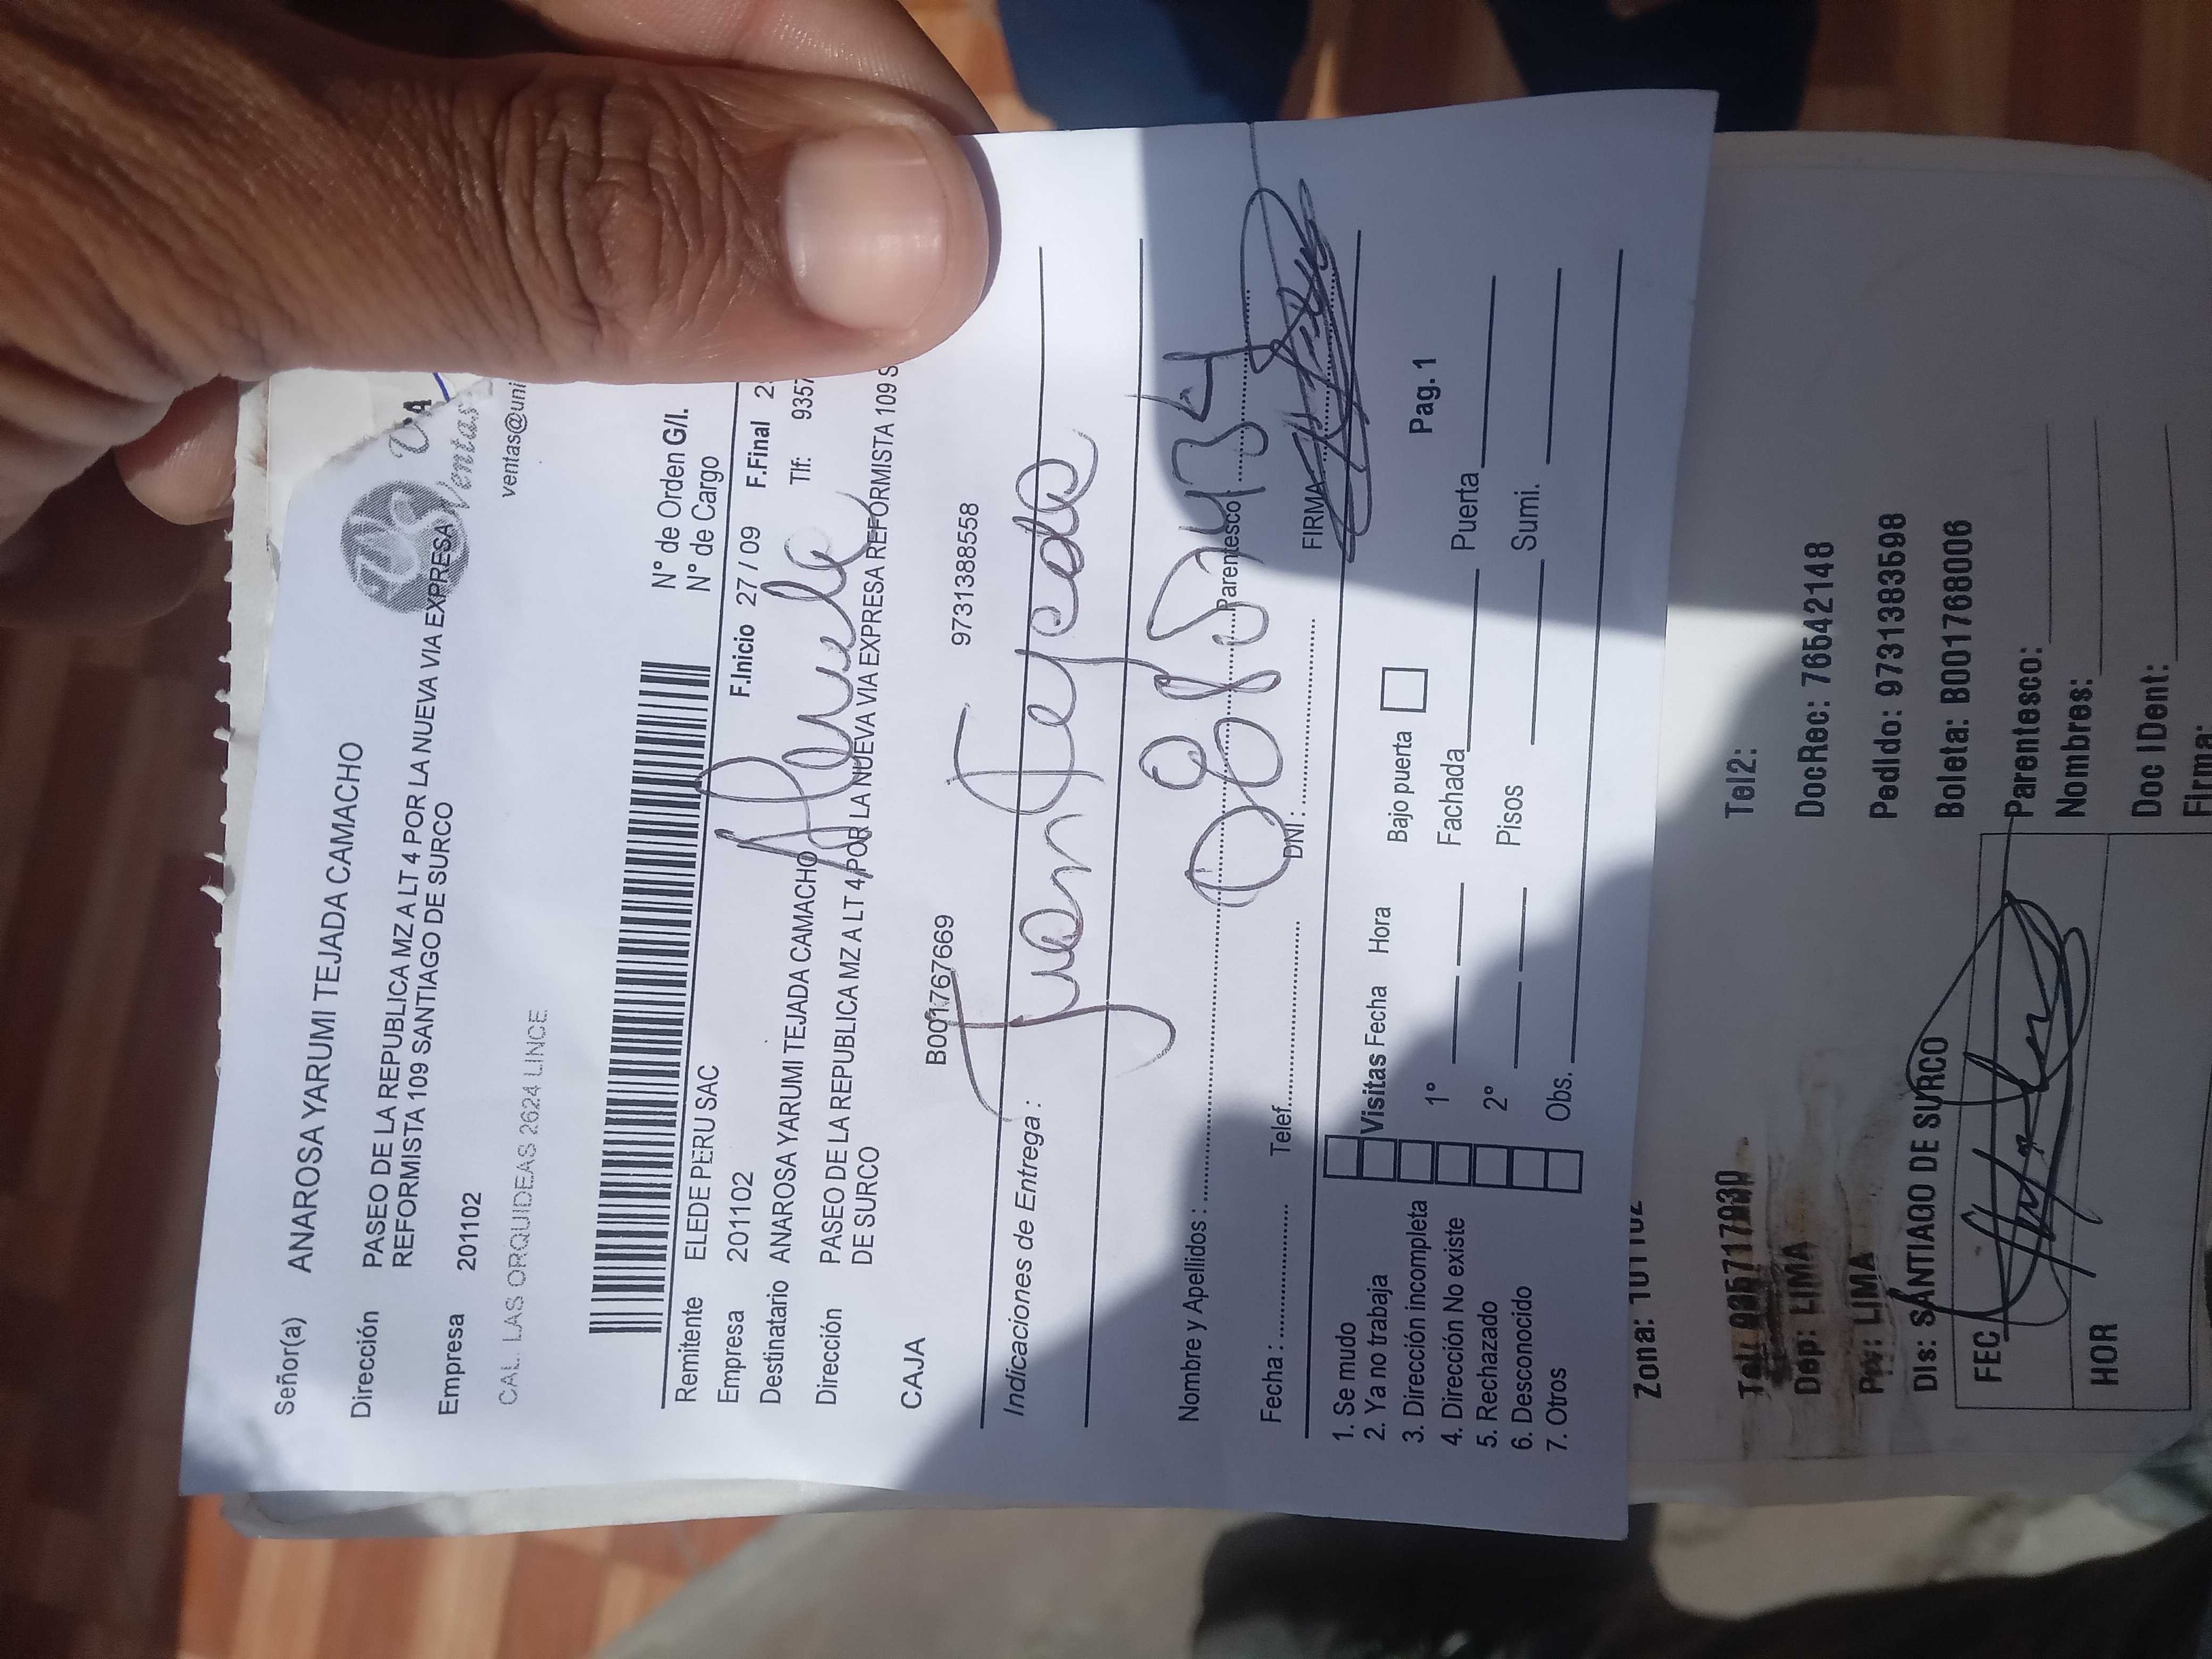 Señor(a) ANAROSA YARUMI TEJADA CAMACHO
Dirección PASEO DE LA REPUBLICA MZ A LT 4 POR LA NUEVA VIA EXPRESA
REFORMISTA 109 SANTIAGO DE SURCO
Empresa 201102
Ventas
CAL. LAS ORQUIDEAS 2624 LINCE
ventas@uni
N° de Orden G/I.
N° de Cargo
Remitente ELEDE PERU SAC
Empresa 201102 F.Inicio 27 / 09 F.Final 2
Destinatario ANAROSA YARUMI TEJADA CAMACHO Tlf: 9357
Abuelo
Dirección PASEO DE LA REPUBLICA MZ A LT 4 POR LA NUEVA VIA EXPRESA REFORMISTA 109 S
DE SURCO
CAJA B001767669 9731388558
Indicaciones de Entrega :
Juan Tejada
Nombre y Apellidos :
Parentesco
Fecha : Telef. DNI :
FIRMA
1. Se mudo
2. Ya no trabaja
3. Dirección incompleta
4. Dirección No existe
5. Rechazado
6. Desconocido
7. Otros
Visitas Fecha Hora Bajo puerta Pag. 1
1° Fachada Puerta
2° Pisos Sumi.
Obs.
Tel2:
Dep: LIMA DocRec: 76542148
LIMA Pedido: 9731383598
Dis: SANTIAGO DE SURCO Boleta: B001768006
FEC Parentesco:
Nombres:
HOR Doc IDent:
Firma: